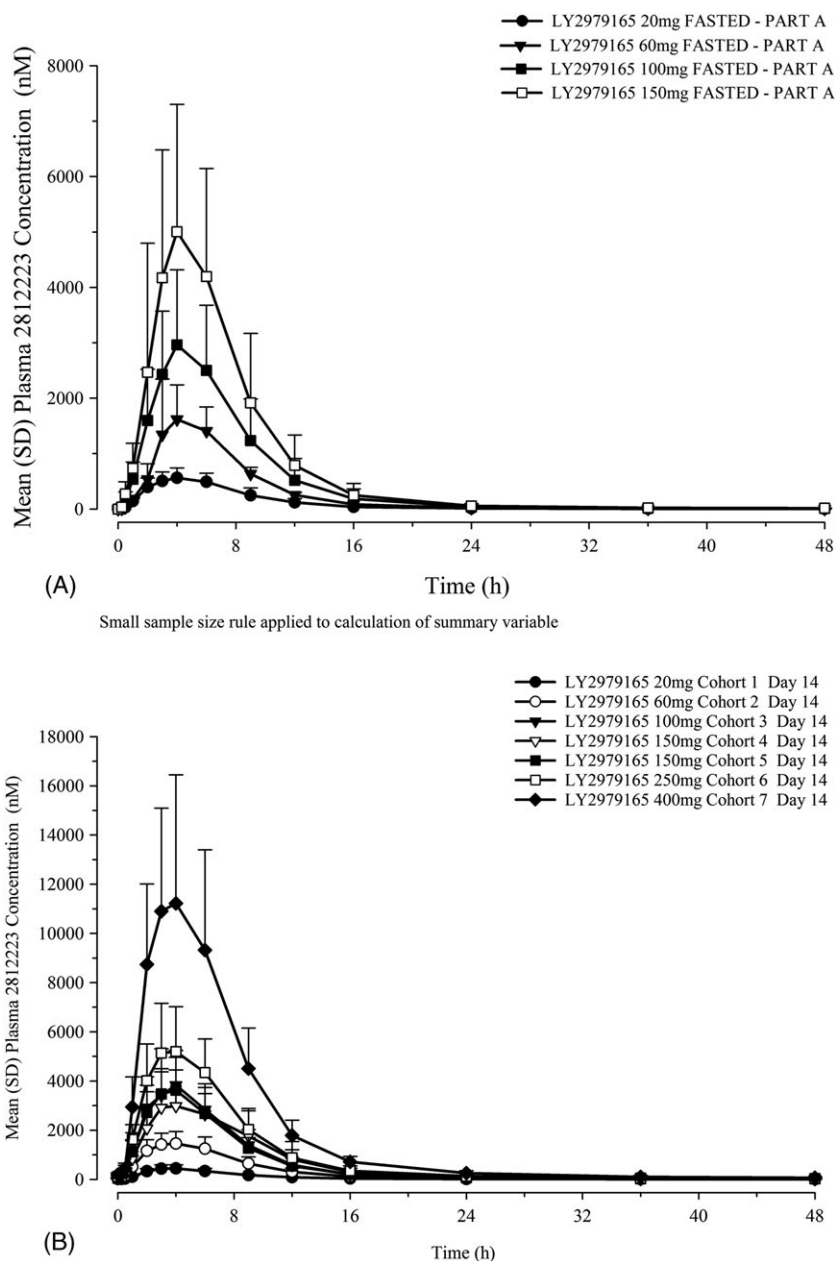 LY2979165 20mg FASTED - PART A
LY2979165 60mg FASTED - PART A
LY2979165 100mg FASTED - PART A
LY2979165 150mg FASTED - PART A
Mean (SD) Plasma 2812223 Concentration (nM)
8000
6000
4000
2000
0
0 8 16 24 32 40 48
(A)
Time (h)
Small sample size rule applied to calculation of summary variable
LY2979165 20mg Cohort 1 Day 14
LY2979165 60mg Cohort 2 Day 14
LY2979165 100mg Cohort 3 Day 14
LY2979165 150mg Cohort 4 Day 14
LY2979165 150mg Cohort 5 Day 14
LY2979165 250mg Cohort 6 Day 14
LY2979165 400mg Cohort 7 Day 14
Mean (SD) Plasma 2812223 Concentration (nM)
18000
16000
14000
12000
10000
8000
6000
4000
2000
0
0 8 16 24 32 40 48
(B)
Time (h)